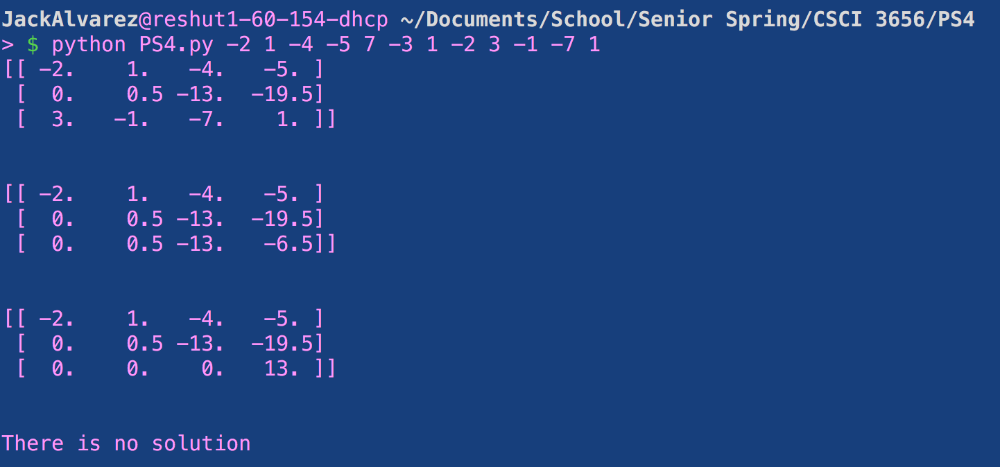 JackAlvarez@reshut1-60-154-dhcp ~/Documents/School/Senior Spring/CSCI 3656/PS4
> $ python PS4.py -2 1 -4 -5 7 -3 1 -2 3 -1 -7 1
[[ -2.    1.   -4.   -5. ]
 [  0.    0.5 -13.  -19.5]
 [  3.   -1.   -7.    1. ]]
[[ -2.    1.   -4.   -5. ]
 [  0.    0.5 -13.  -19.5]
 [  0.    0.5 -13.   -6.5]]
[[ -2.    1.   -4.   -5. ]
 [  0.    0.5 -13.  -19.5]
 [  0.    0.    0.   13. ]]
There is no solution